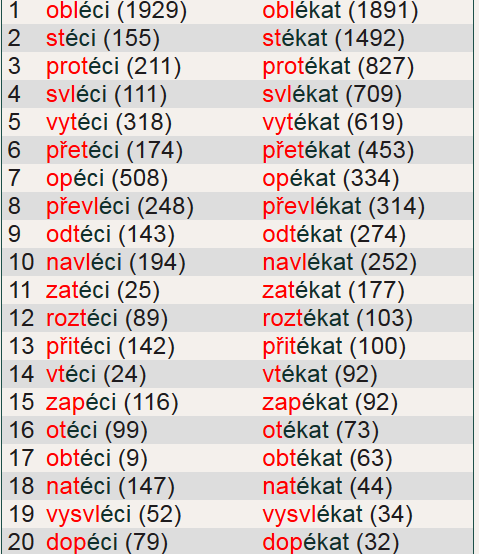 1 obléci (1929) oblékat (1891)
2 stéci (155) stékat (1492)
3 protéci (211) protékat (827)
4 svléci (111) svlékat (709)
5 vytéci (318) vytékat (619)
6 přetéci (174) přetékat (453)
7 opéci (508) opékat (334)
8 převléci (248) převlékat (314)
9 odtéci (143) odtékat (274)
10 navléci (194) navlékat (252)
11 zatéci (25) zatékat (177)
12 roztéci (89) roztékat (103)
13 přitéci (142) přitékat (100)
14 vtéci (24) vtékat (92)
15 zapéci (116) zapékat (92)
16 otéci (99) otékat (73)
17 obtéci (9) obtékat (63)
18 natéci (147) natékat (44)
19 vysvléci (52) vysvlékat (34)
20 dopéci (79) dopékat (32)